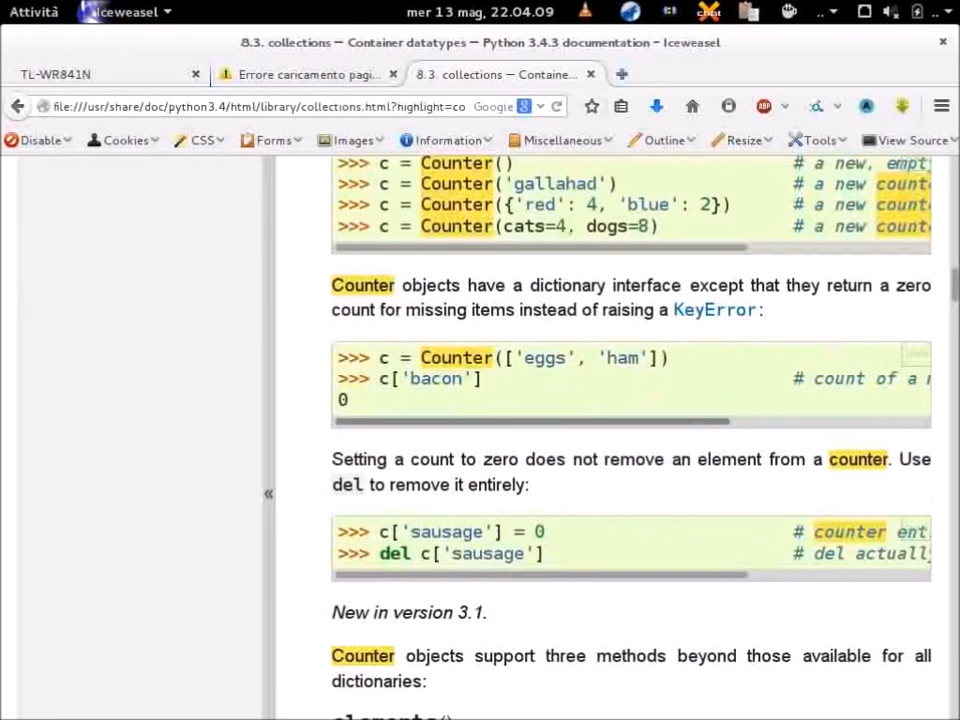 Attività Iceweasel mer 13 mag, 22.04.09
8.3. collections — Container datatypes — Python 3.4.3 documentation - Iceweasel
TL-WR841N Errore caricamento pagi... 8.3. collections — Containe...
file:///usr/share/doc/python3.4/html/library/collections.html?highlight=co Google
Disable Cookies CSS Forms Images Information Miscellaneous Outline Resize Tools View Source
>>> c = Counter() # a new, empt
>>> c = Counter('gallahad') # a new count
>>> c = Counter({'red': 4, 'blue': 2}) # a new count
>>> c = Counter(cats=4, dogs=8) # a new count
Counter objects have a dictionary interface except that they return a zero
count for missing items instead of raising a KeyError:
>>> c = Counter(['eggs', 'ham'])
>>> c['bacon'] # count of a
0
Setting a count to zero does not remove an element from a counter. Use
del to remove it entirely:
>>> c['sausage'] = 0 # counter ent
>>> del c['sausage'] # del actually
New in version 3.1.
Counter objects support three methods beyond those available for all
dictionaries:
elements()